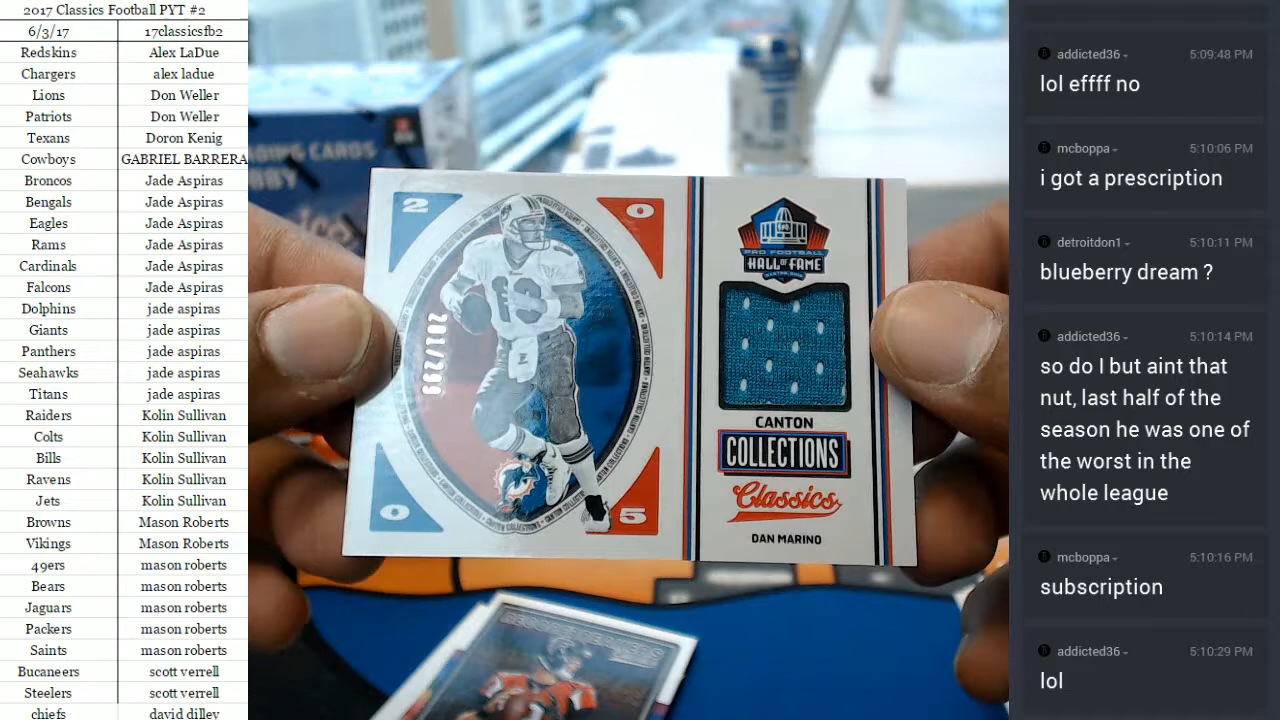 2017 Classics Football PYT #2
6/3/17 17classicsfb2
Redskins Alex LaDue
Chargers alex ladue
Lions Don Weller
Patriots Don Weller
Texans Doron Kenig
Cowboys GABRIEL BARRERA
Broncos Jade Aspiras
Bengals Jade Aspiras
Eagles Jade Aspiras
Rams Jade Aspiras
Cardinals Jade Aspiras
Falcons Jade Aspiras
Dolphins jade aspiras
Giants jade aspiras
Panthers jade aspiras
Seahawks jade aspiras
Titans jade aspiras
Raiders Kolin Sullivan
Colts Kolin Sullivan
Bills Kolin Sullivan
Ravens Kolin Sullivan
Jets Kolin Sullivan
Browns Mason Roberts
Vikings Mason Roberts
49ers mason roberts
Bears mason roberts
Jaguars mason roberts
Packers mason roberts
Saints mason roberts
Bucaneers scott verrell
Steelers scott verrell
chiefs david dilley
2 0
0 5
13
201/299
PRO FOOTBALL
HALL OF FAME
CANTON
COLLECTIONS
Classics
DAN MARINO
addicted36 5:09:48 PM
lol effff no
mcboppa 5:10:06 PM
i got a prescription
detroitdon1 5:10:11 PM
blueberry dream ?
addicted36 5:10:14 PM
so do I but aint that
nut, last half of the
season he was one of
the worst in the
whole league
mcboppa 5:10:16 PM
subscription
addicted36 5:10:29 PM
lol